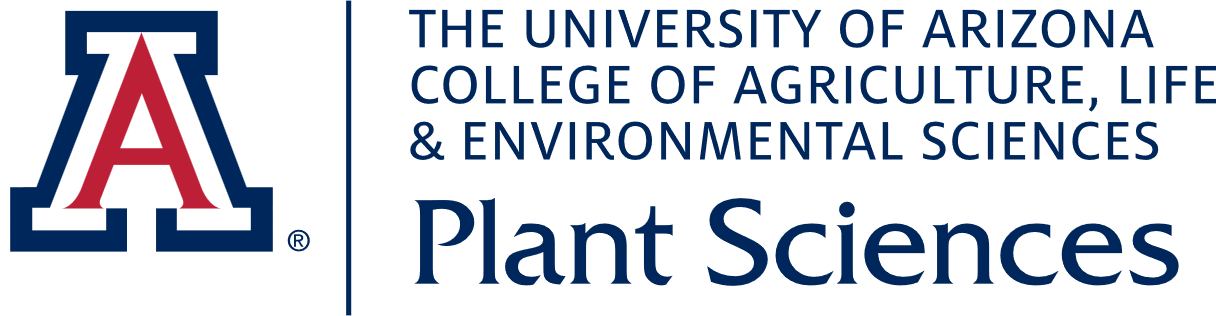 A ®
THE UNIVERSITY OF ARIZONA
COLLEGE OF AGRICULTURE, LIFE
& ENVIRONMENTAL SCIENCES
Plant Sciences